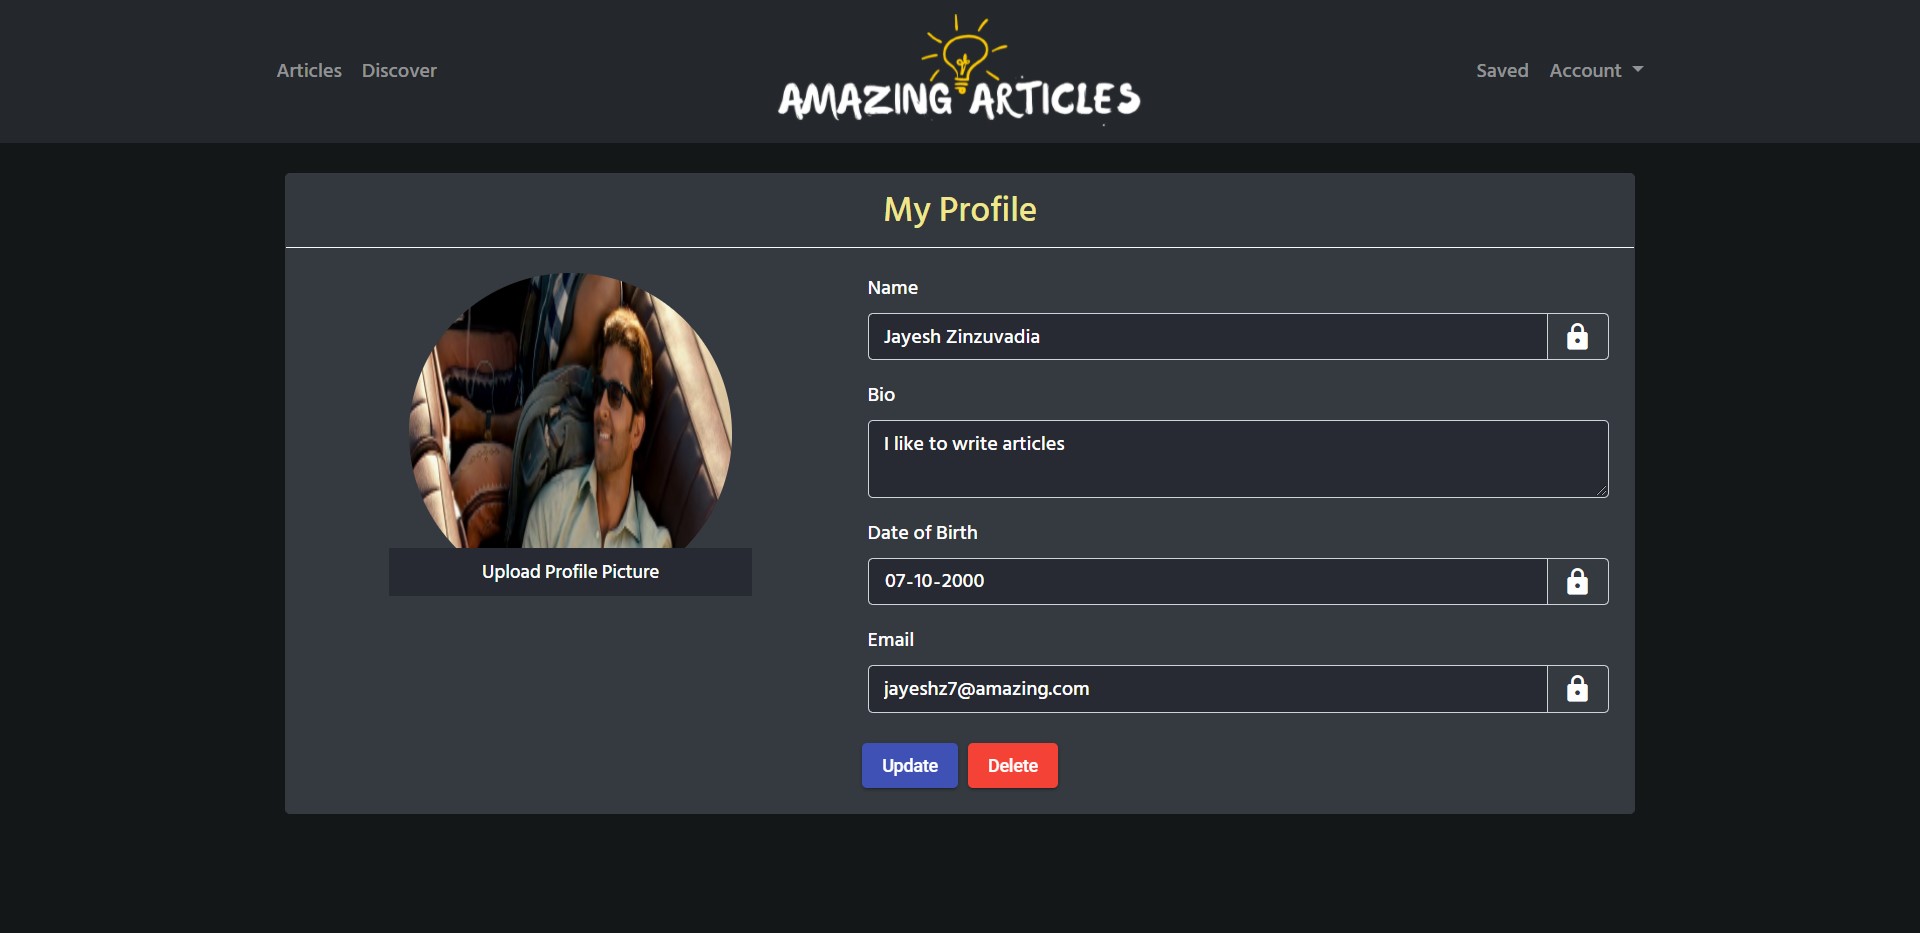 Articles Discover
AMAZING ARTICLES
Saved Account
My Profile
Upload Profile Picture
Name
Jayesh Zinzuvadia
Bio
I like to write articles
Date of Birth
07-10-2000
Email
jayeshz7@amazing.com
Update Delete